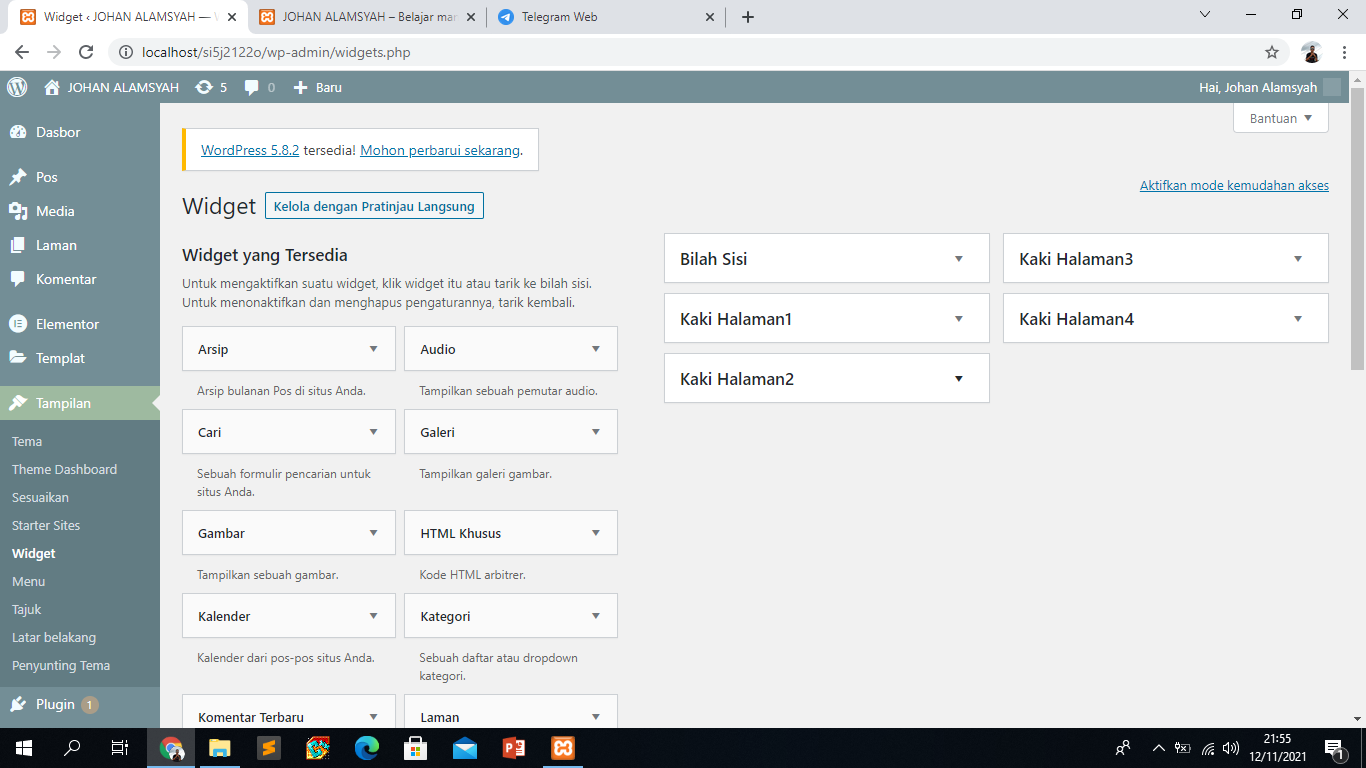 Widget ‹ JOHAN ALAMSYAH —
JOHAN ALAMSYAH – Belajar mar
Telegram Web
localhost/si5j2122o/wp-admin/widgets.php
JOHAN ALAMSYAH
5
0
Baru
Hai, Johan Alamsyah
Bantuan
Dasbor
Pos
Media
Laman
Komentar
Elementor
Templat
Tampilan
Tema
Theme Dashboard
Sesuaikan
Starter Sites
Widget
Menu
Tajuk
Latar belakang
Penyunting Tema
Plugin 1
WordPress 5.8.2 tersedia! Mohon perbarui sekarang.
Aktifkan mode kemudahan akses
Widget
Kelola dengan Pratinjau Langsung
Widget yang Tersedia
Untuk mengaktifkan suatu widget, klik widget itu atau tarik ke bilah sisi.
Untuk menonaktifkan dan menghapus pengaturannya, tarik kembali.
Arsip
Arsip bulanan Pos di situs Anda.
Audio
Tampilkan sebuah pemutar audio.
Cari
Sebuah formulir pencarian untuk
situs Anda.
Galeri
Tampilkan galeri gambar.
Gambar
Tampilkan sebuah gambar.
HTML Khusus
Kode HTML arbitrer.
Kalender
Kalender dari pos-pos situs Anda.
Kategori
Sebuah daftar atau dropdown
kategori.
Komentar Terbaru
Laman
Bilah Sisi
Kaki Halaman1
Kaki Halaman2
Kaki Halaman3
Kaki Halaman4
21:55
12/11/2021
1